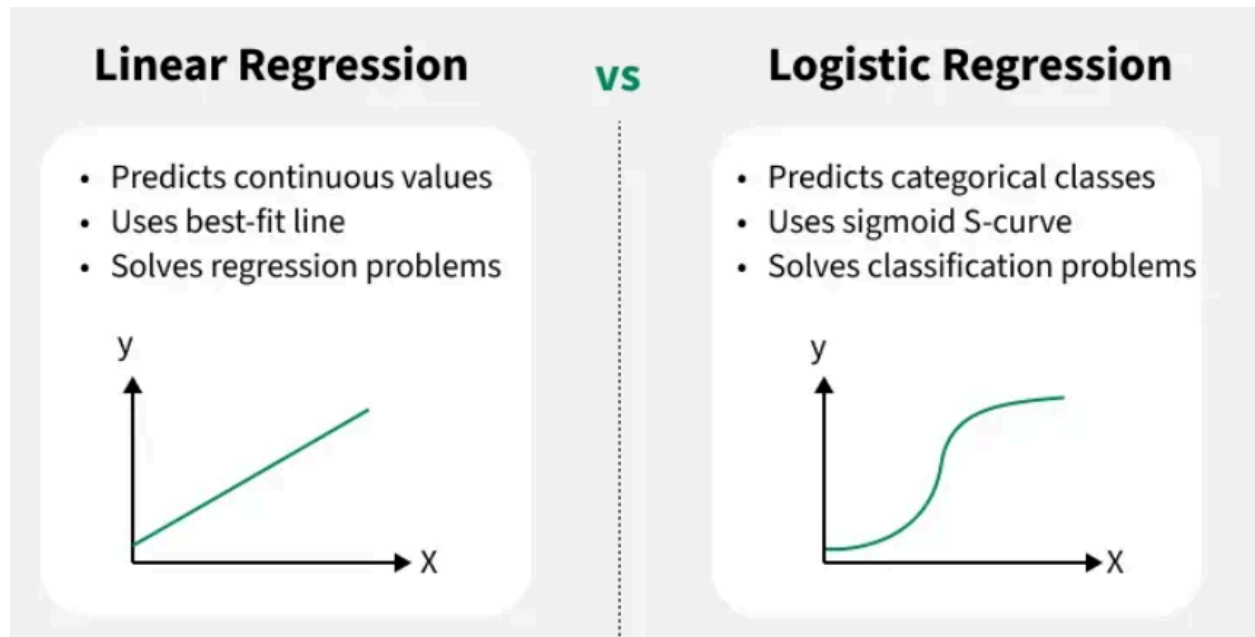 Linear Regression
vs
Logistic Regression
• Predicts continuous values
• Uses best-fit line
• Solves regression problems
y
X
• Predicts categorical classes
• Uses sigmoid S-curve
• Solves classification problems
y
X